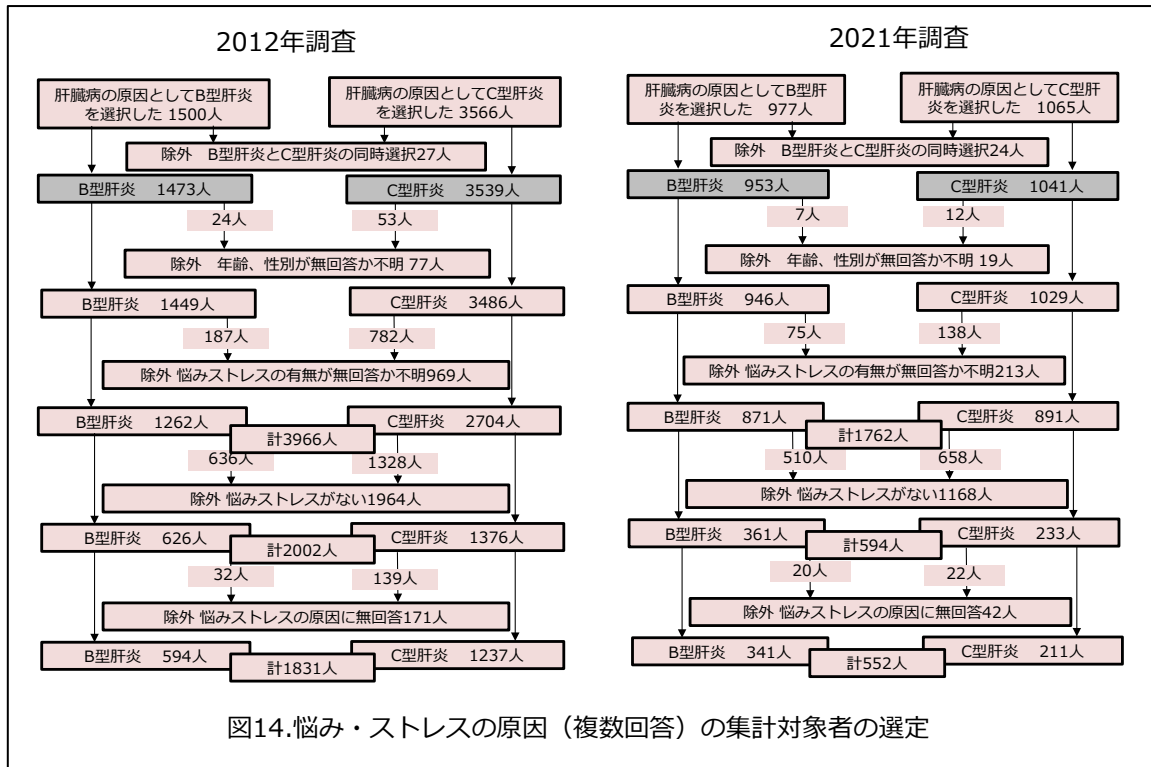 2012年調査
肝臓病の原因としてB型肝炎
を選択した 1500人
肝臓病の原因としてC型肝炎
を選択した 3566人
除外　B型肝炎とC型肝炎の同時選択27人
B型肝炎　1473人
C型肝炎　3539人
24人
53人
除外　年齢、性別が無回答か不明 77人
B型肝炎　1449人
C型肝炎　3486人
187人
782人
除外 悩みストレスの有無が無回答か不明969人
B型肝炎　1262人
計3966人
C型肝炎　2704人
636人
1328人
除外 悩みストレスがない1964人
B型肝炎　626人
計2002人
C型肝炎　1376人
32人
139人
除外 悩みストレスの原因に無回答171人
B型肝炎　594人
計1831人
C型肝炎　1237人
2021年調査
肝臓病の原因としてB型肝
炎を選択した　977人
肝臓病の原因としてC型肝
炎を選択した　1065人
除外　B型肝炎とC型肝炎の同時選択24人
B型肝炎　953人
C型肝炎　1041人
7人
12人
除外　年齢、性別が無回答か不明 19人
B型肝炎　946人
C型肝炎　1029人
75人
138人
除外 悩みストレスの有無が無回答か不明213人
B型肝炎　871人
計1762人
C型肝炎　891人
510人
658人
除外 悩みストレスがない1168人
B型肝炎　361人
計594人
C型肝炎　233人
20人
22人
除外 悩みストレスの原因に無回答42人
B型肝炎　341人
計552人
C型肝炎　211人
図14.悩み・ストレスの原因（複数回答）の集計対象者の選定